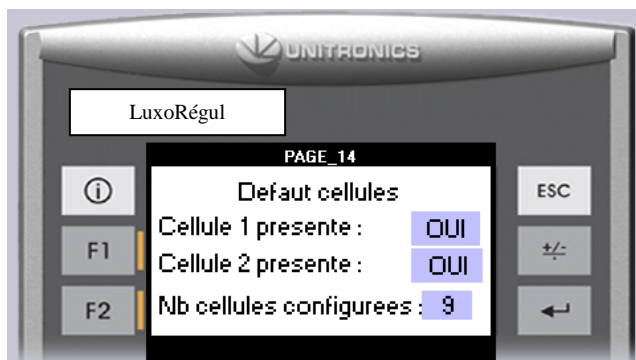 UNITRONICS
LuxoRégul
PAGE_14
Defaut cellules
Cellule 1 presente : OUI
Cellule 2 presente : OUI
Nb cellules configurees : 9
i ESC
F1 +/-
F2